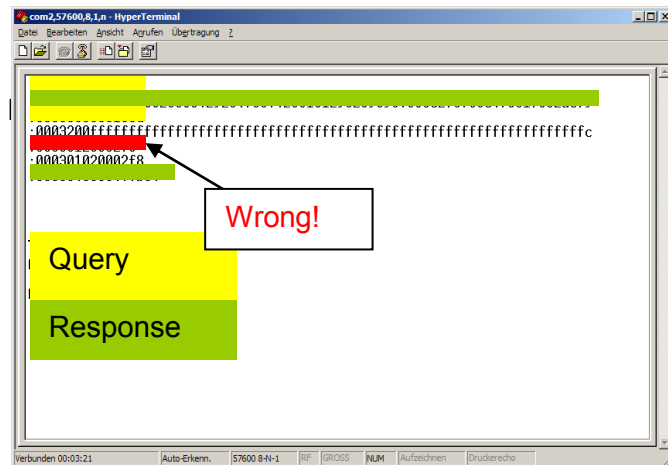 com2,57600,8,1,n - HyperTerminal
Datei Bearbeiten Ansicht Anrufen Übertragung ?
:0003200fffffffffffffffffffffffffffffffffffffffffffffffffffffffffffffffc
:000301020002f8
Wrong!
Query
Response
Verbunden 00:03:21 Auto-Erkenn. 57600 8-N-1 RF GROSS NUM Aufzeichnen Druckerecho